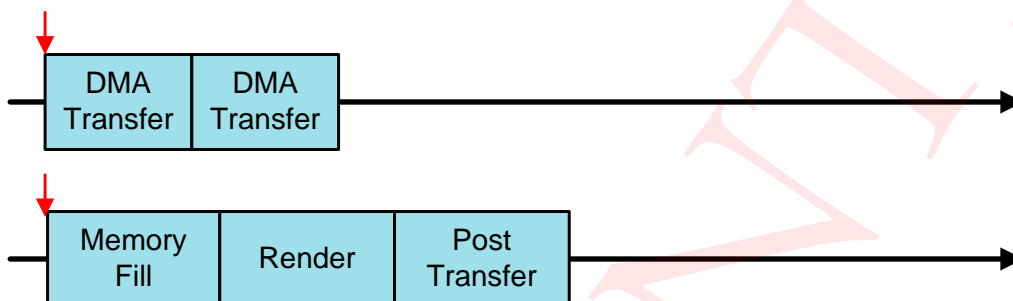 DMA
Transfer
DMA
Transfer
Memory
Fill
Render
Post
Transfer